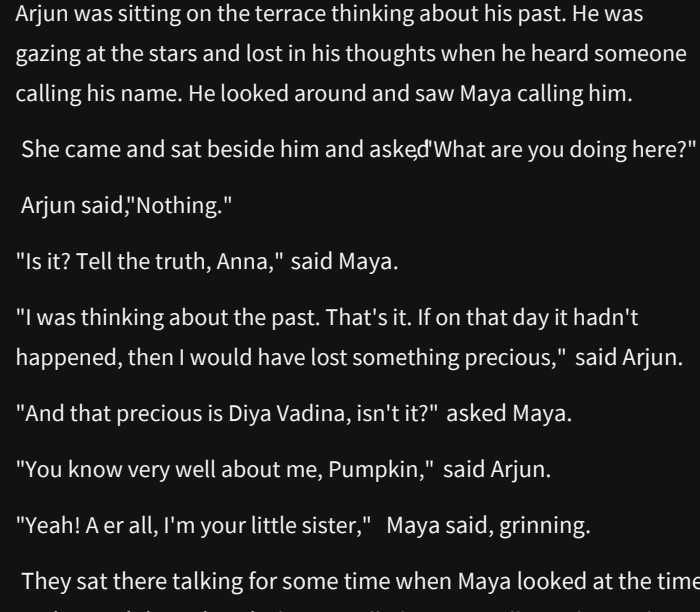 Arjun was sitting on the terrace thinking about his past. He was
gazing at the stars and lost in his thoughts when he heard someone
calling his name. He looked around and saw Maya calling him.
She came and sat beside him and asked,"What are you doing here?"
Arjun said,"Nothing."
"Is it? Tell the truth, Anna," said Maya.
"I was thinking about the past. That's it. If on that day it hadn't
happened, then I would have lost something precious," said Arjun.
"And that precious is Diya Vadina, isn't it?" asked Maya.
"You know very well about me, Pumpkin," said Arjun.
"Yeah! A er all, I'm your little sister," Maya said, grinning.
They sat there talking for some time when Maya looked at the time